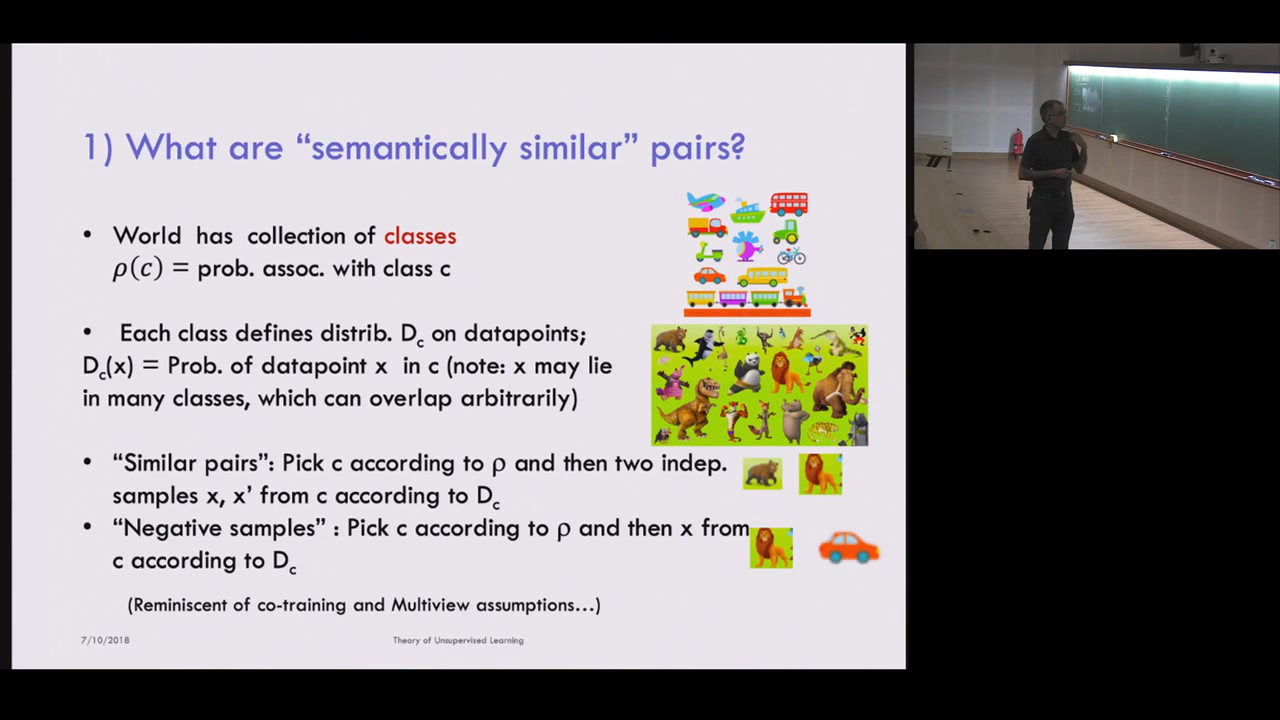 1) What are “semantically similar” pairs?
• World has collection of classes
ρ(c) = prob. assoc. with class c
• Each class defines distrib. Dc on datapoints;
Dc(x) = Prob. of datapoint x in c (note: x may lie
in many classes, which can overlap arbitrarily)
• “Similar pairs”: Pick c according to ρ and then two indep.
samples x, x’ from c according to Dc
• “Negative samples” : Pick c according to ρ and then x from
c according to Dc
(Reminiscent of co-training and Multiview assumptions...)
7/10/2018
Theory of Unsupervised Learning